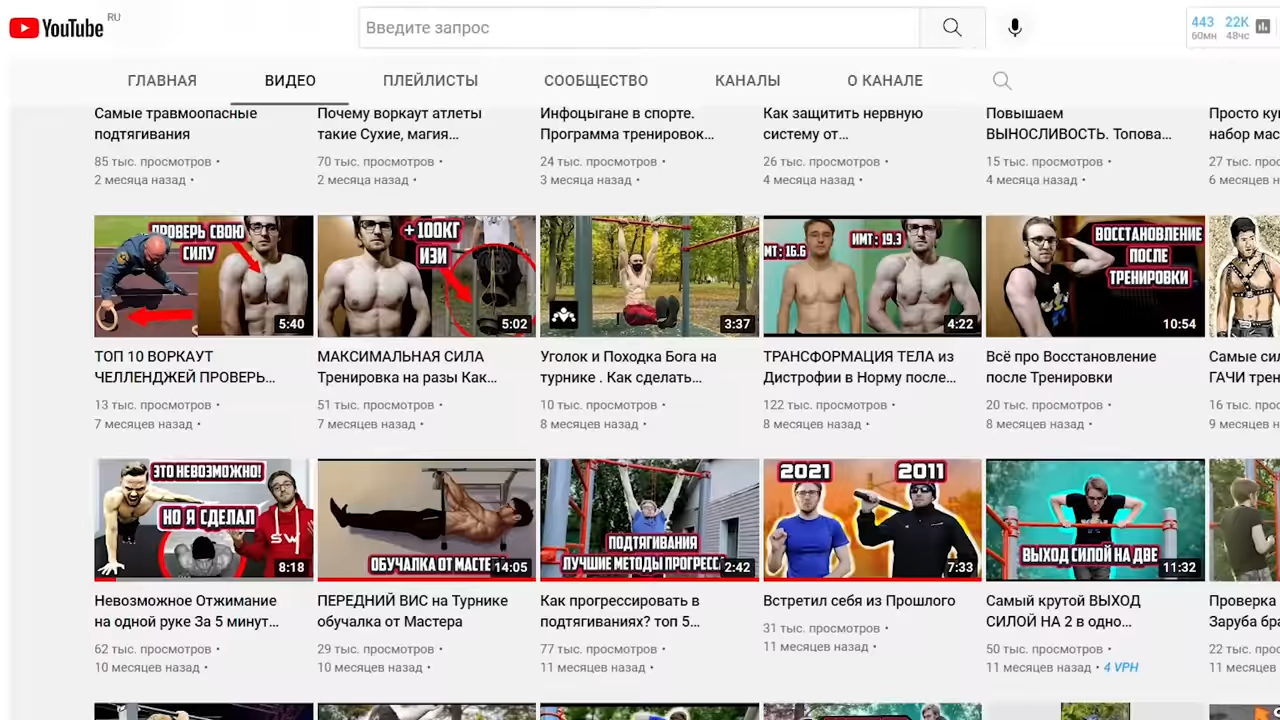 YouTube RU
Введите запрос
443 22K
60мн 48чс
ГЛАВНАЯ ВИДЕО ПЛЕЙЛИСТЫ СООБЩЕСТВО КАНАЛЫ О КАНАЛЕ
Самые травмоопасные
подтягивания
85 тыс. просмотров •
2 месяца назад •
Почему воркаут атлеты
такие Сухие, магия...
70 тыс. просмотров •
2 месяца назад •
Инфоцыгане в спорте.
Программа тренировок...
24 тыс. просмотров •
3 месяца назад •
Как защитить нервную
систему от...
26 тыс. просмотров •
4 месяца назад •
Повышаем
ВЫНОСЛИВОСТЬ. Топова...
15 тыс. просмотров •
4 месяца назад •
Просто
набор
27 тыс.
6 месяцев
ПРОВЕРЬ СВОЮ
СИЛУ
5:40
ТОП 10 ВОРКАУТ
ЧЕЛЛЕНДЖЕЙ ПРОВЕРЬ...
13 тыс. просмотров •
7 месяцев назад •
+100КГ
ИЗИ
5:02
МАКСИМАЛЬНАЯ СИЛА
Тренировка на разы Как...
51 тыс. просмотров •
7 месяцев назад •
3:37
Уголок и Походка Бога на
турнике . Как сделать...
10 тыс. просмотров •
8 месяцев назад •
ИМТ: 16.6
ИМТ: 19.3
4:22
ТРАНСФОРМАЦИЯ ТЕЛА из
Дистрофии в Норму после...
122 тыс. просмотров •
8 месяцев назад •
ВОССТАНОВЛЕНИЕ
ПОСЛЕ
ТРЕНИРОВКИ
10:54
Всё про Восстановление
после Тренировки
20 тыс. просмотров •
8 месяцев назад •
Самые
ГАЧИ
16 тыс.
9 месяцев
ЭТО НЕВОЗМОЖНО!
НО Я СДЕЛАЛ
SW
8:18
Невозможное Отжимание
на одной руке За 5 минут...
62 тыс. просмотров •
10 месяцев назад •
ОБУЧАЛКА ОТ МАСТЕ
14:05
ПЕРЕДНИЙ ВИС на Турнике
обучалка от Мастера
29 тыс. просмотров •
10 месяцев назад •
ПОДТЯГИВАНИЯ
ЛУЧШИЕ МЕТОДЫ ПРОГРЕСС
2:42
Как прогрессировать в
подтягиваниях? топ 5...
77 тыс. просмотров •
11 месяцев назад •
2021 2011
7:33
Встретил себя из Прошлого
31 тыс. просмотров •
11 месяцев назад •
ВЫХОД СИЛОЙ НА ДВЕ
11:32
Самый крутой ВЫХОД
СИЛОЙ НА 2 в одно...
50 тыс. просмотров •
11 месяцев назад • 4 VPH
Проверка
Заруба
22 тыс.
11 месяцев